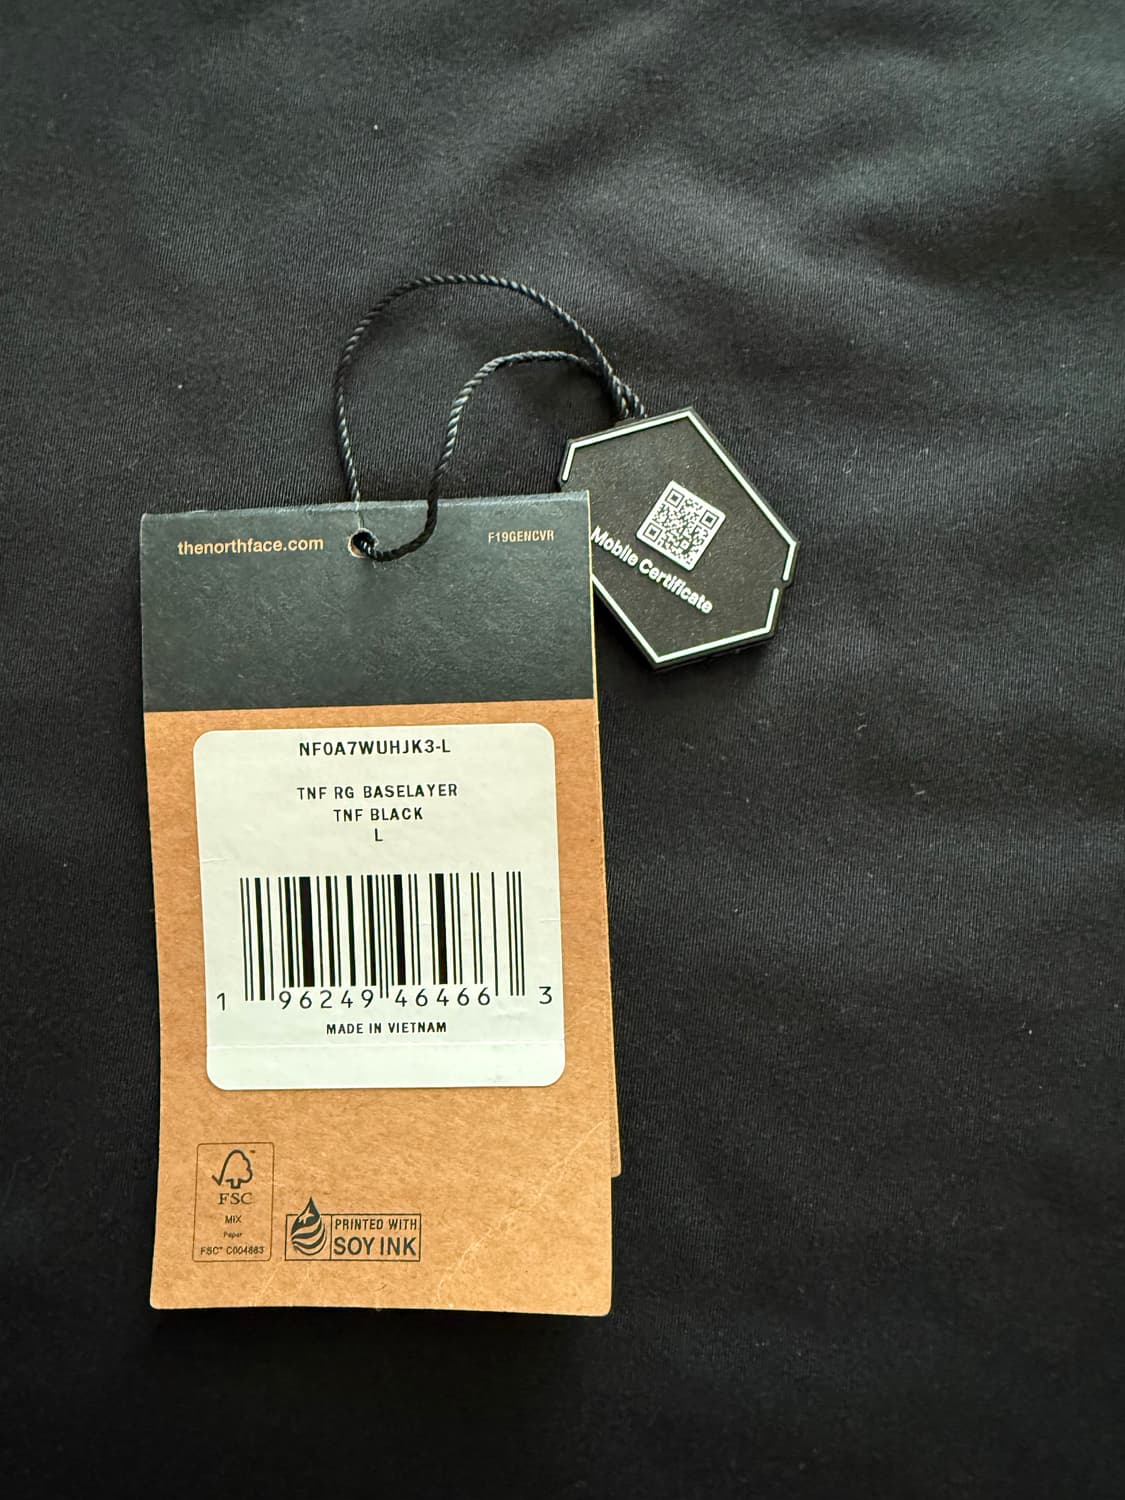 thenorthface.com
F19GENCVR
Mobile Certificate
NF0A7WUHJK3-L
TNF RG BASELAYER
TNF BLACK
L
1 96249 46466 3
MADE IN VIETNAM
FSC
MIX
Paper
FSC® C004663
PRINTED WITH
SOY INK